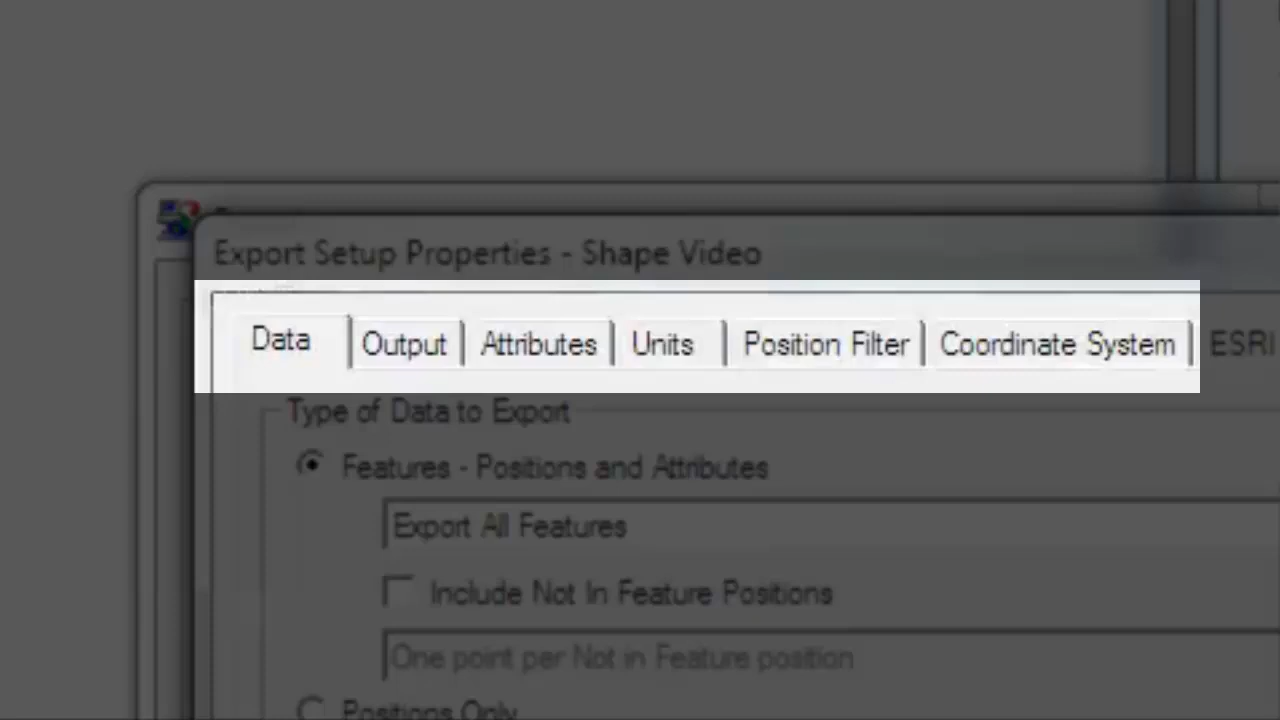 Export Setup Properties - Shape Video
Data Output Attributes Units Position Filter Coordinate System ESRI
Type of Data to Export
Features - Positions and Attributes
Export All Features
Include Not In Feature Positions
One point per Not in Feature position
Positions Only